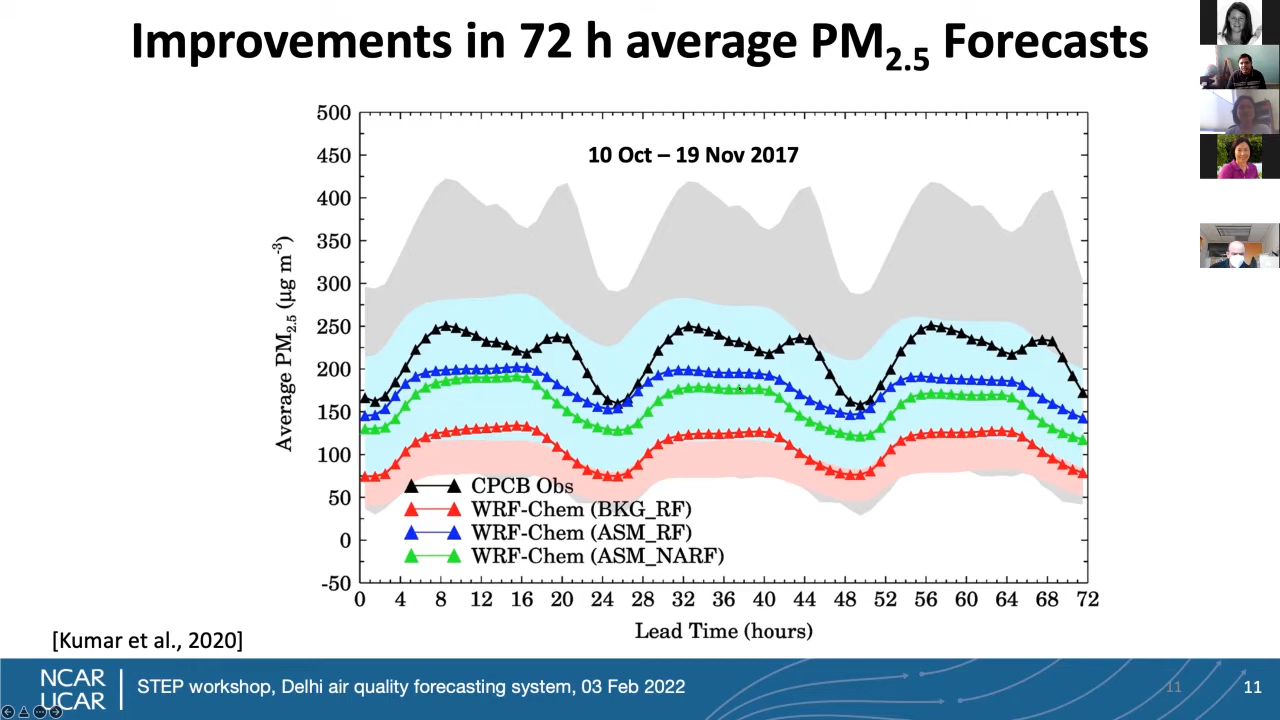 Improvements in 72 h average PM2.5 Forecasts
500
450
400
350
300
250
200
150
100
50
0
-50
Average PM2.5 (μg m-3)
10 Oct – 19 Nov 2017
CPCB Obs
WRF-Chem (BKG_RF)
WRF-Chem (ASM_RF)
WRF-Chem (ASM_NARF)
0 4 8 12 16 20 24 28 32 36 40 44 48 52 56 60 64 68 72
Lead Time (hours)
[Kumar et al., 2020]
NCAR
UCAR
STEP workshop, Delhi air quality forecasting system, 03 Feb 2022
11
11